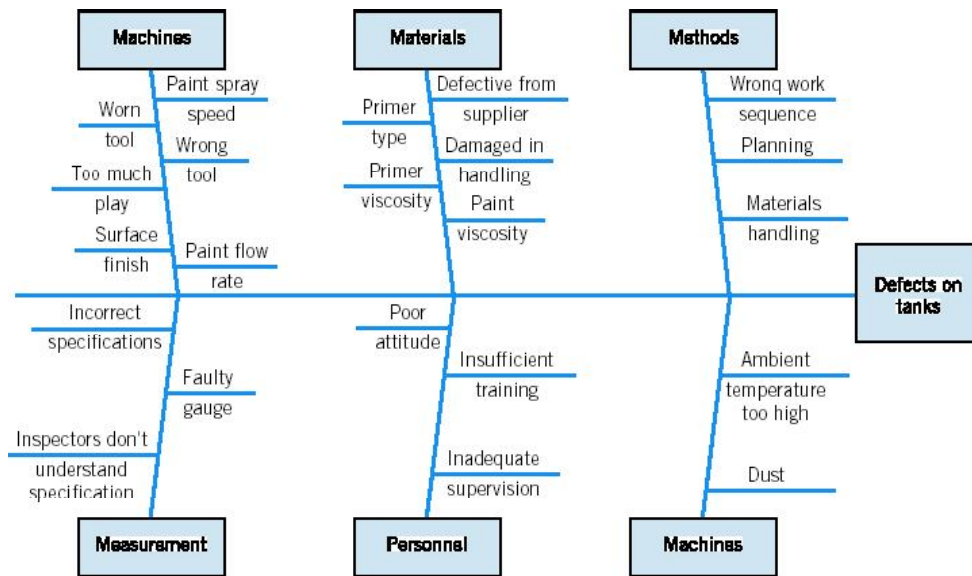 Machines
Materials
Methods
Paint spray
speed
Worn
tool
Wrong
tool
Too much
play
Surface
finish
Paint flow
rate
Defective from
supplier
Primer
type
Damaged in
handling
Primer
viscosity
Paint
viscosity
Wronq work
sequence
Planning
Materials
handling
Defects on
tanks
Incorrect
specifications
Faulty
gauge
Inspectors don't
understand
specification
Poor
attitude
Insufficient
training
Inadequate
supervision
Ambient
temperature
too high
Dust
Measurement
Personnel
Machines